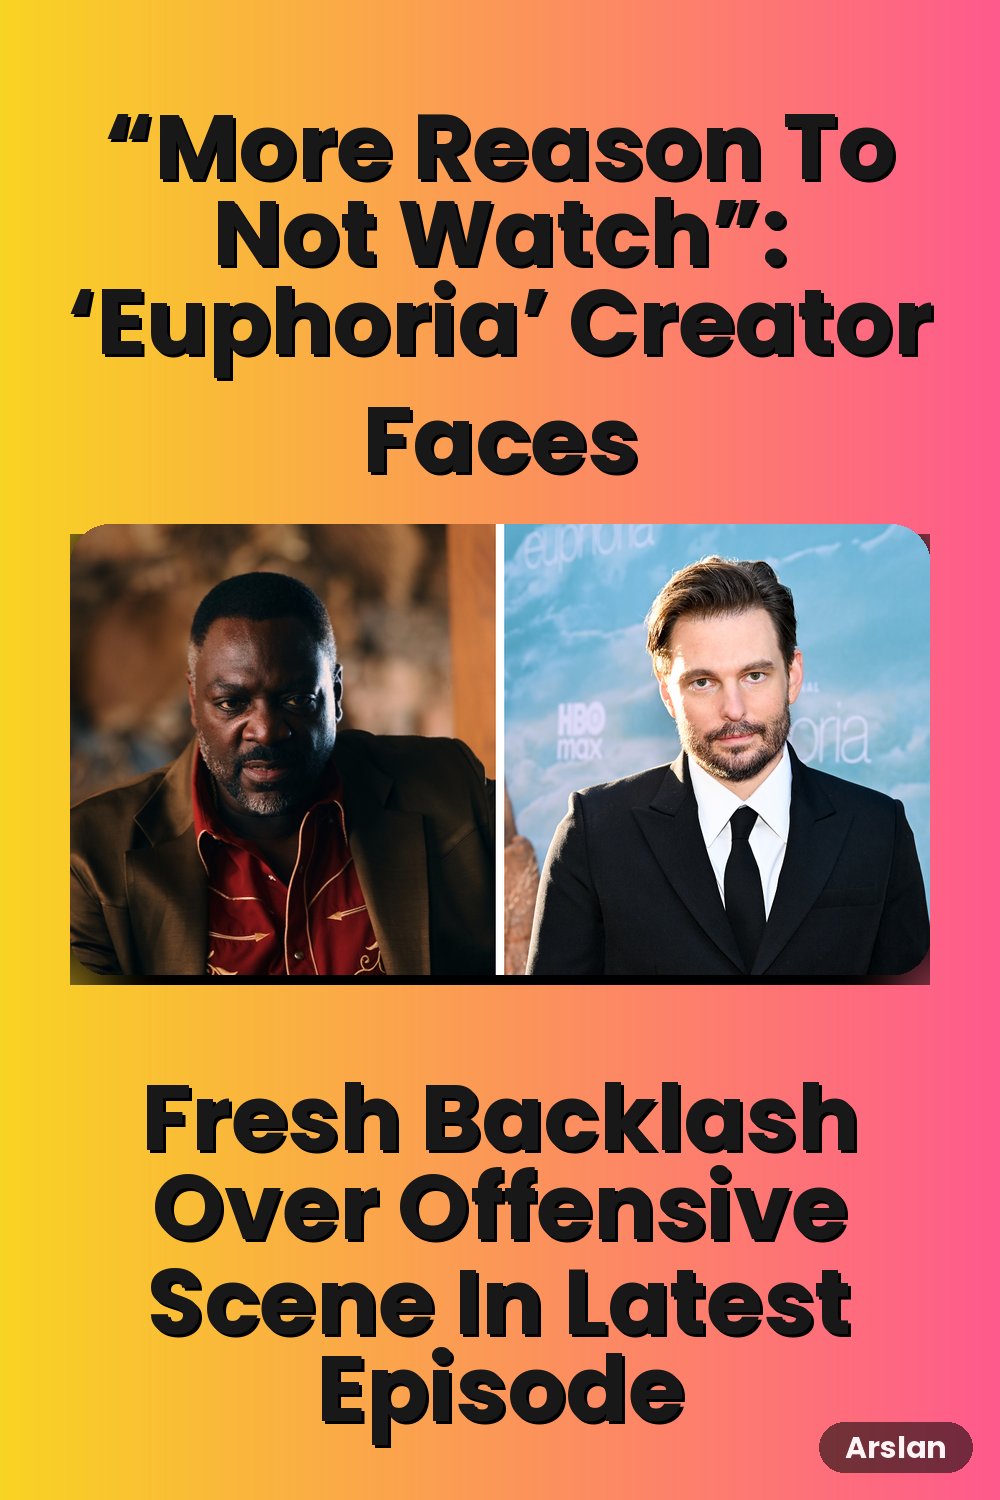 “More Reason To
Not Watch”:
‘Euphoria’ Creator
Faces
euphoria
HBO
max
oria
Fresh Backlash
Over Offensive
Scene In Latest
Episode
Arslan